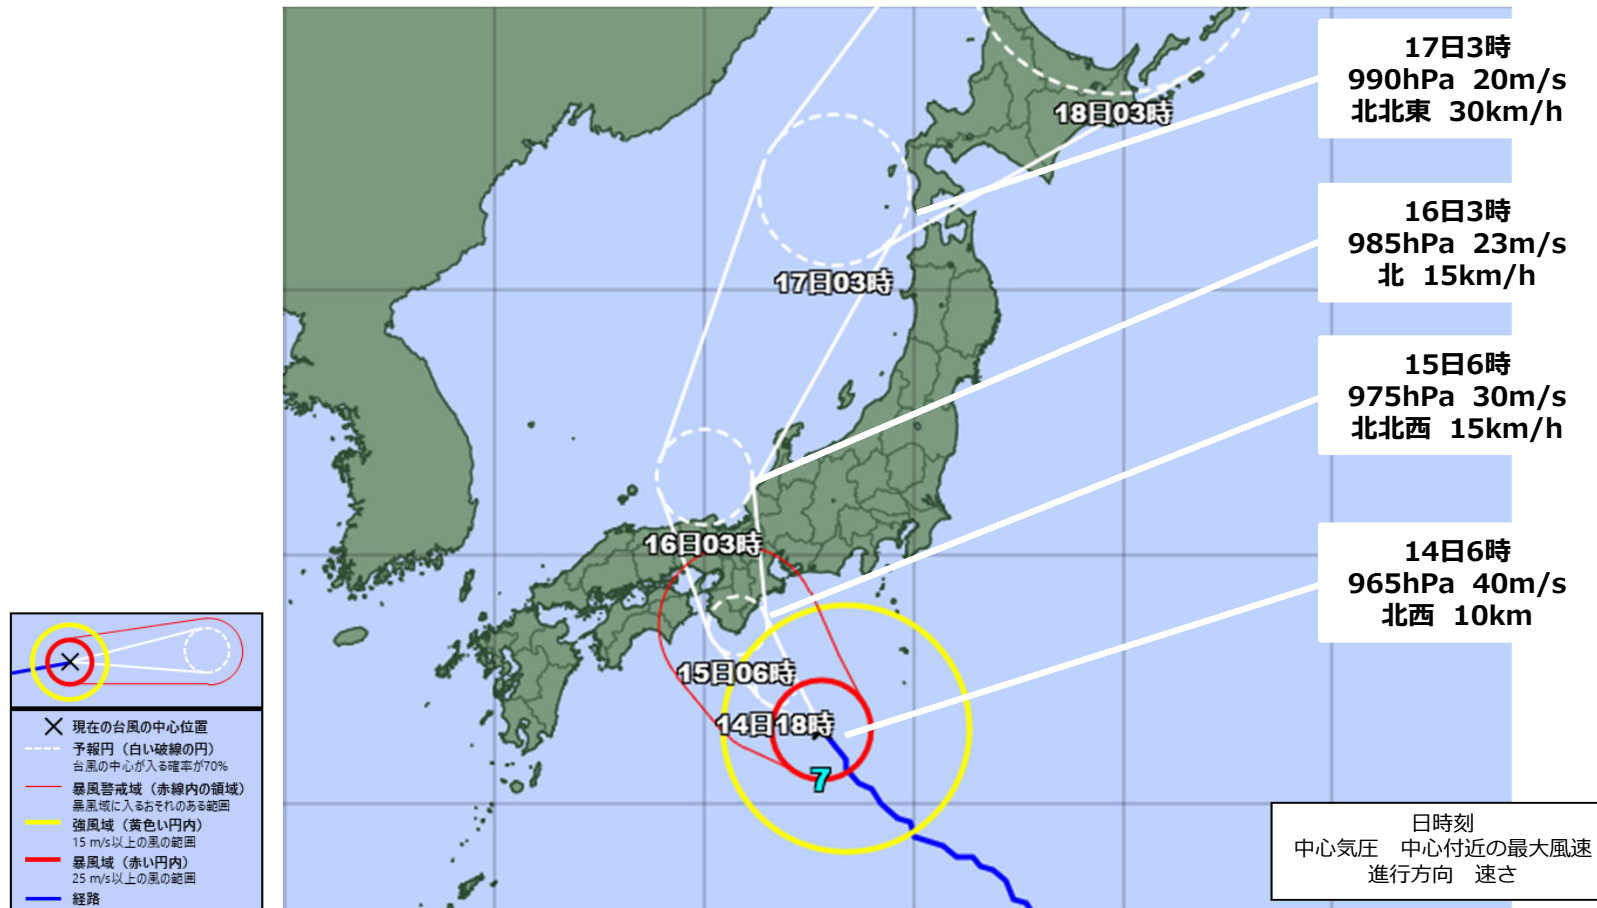 17日3時
990hPa 20m/s
北北東 30km/h
18日03時
16日3時
985hPa 23m/s
北 15km/h
17日03時
15日6時
975hPa 30m/s
北北西 15km/h
16日03時
14日6時
965hPa 40m/s
北西 10km
15日06時
14日18時
7
現在の台風の中心位置
予報円（白い破線の円）
台風の中心が入る確率が70%
暴風警戒域（赤線内の領域）
暴風域に入るおそれのある範囲
強風域（黄色い円内）
15 m/s以上の風の範囲
暴風域（赤い円内）
25 m/s以上の風の範囲
経路
日時刻
中心気圧 中心付近の最大風速
進行方向 速さ